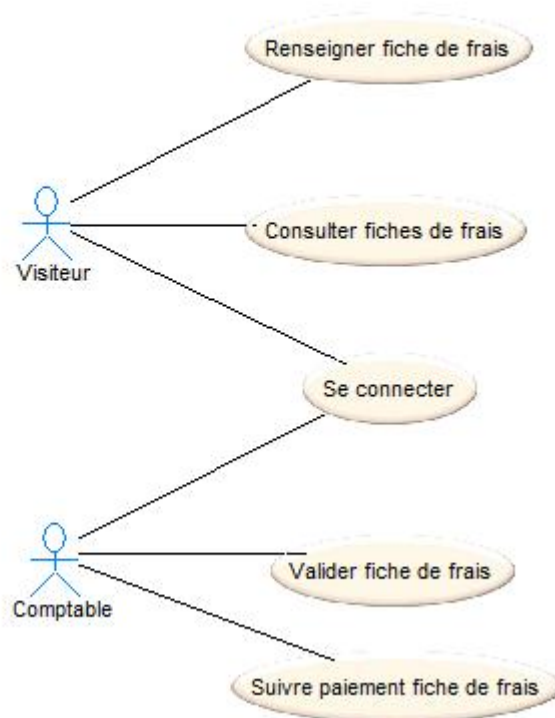 Renseigner fiche de frais
Consulter fiches de frais
Visiteur
Se connecter
Valider fiche de frais
Comptable
Suivre paiement fiche de frais